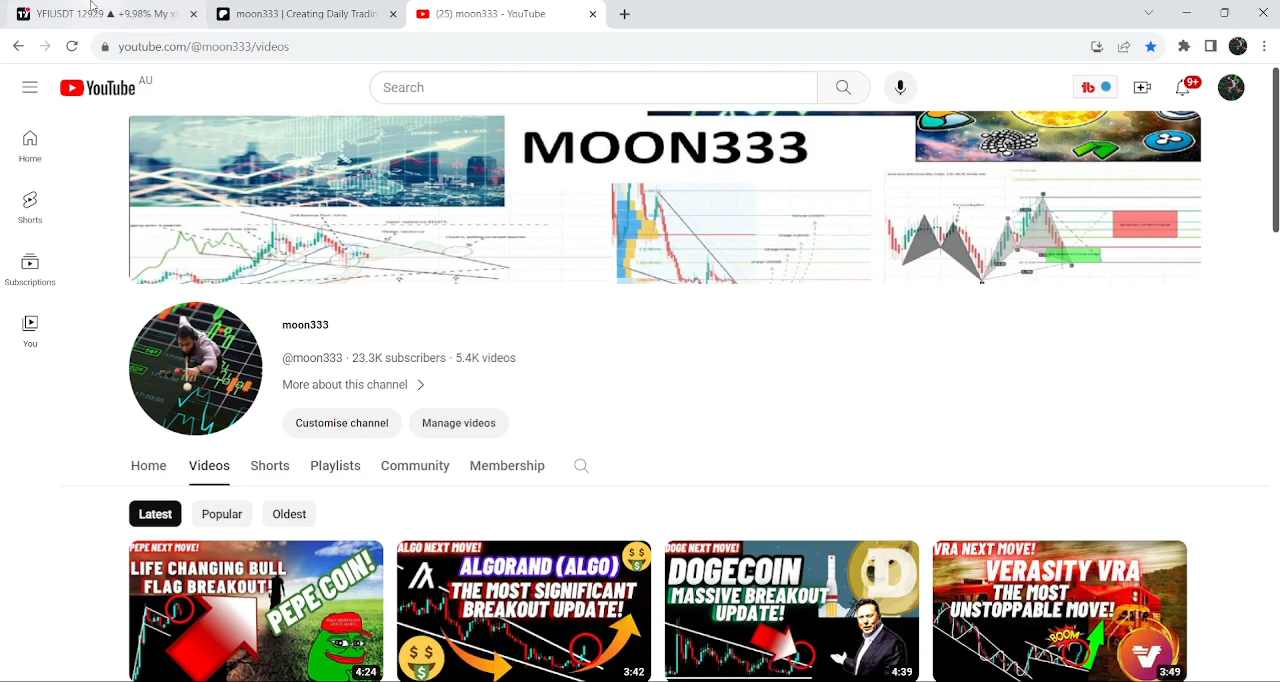 YFIUSDT 12929 ▲ +9.98% My x
moon333 | Creating Daily Tradin
(25) moon333 - YouTube
youtube.com/@moon333/videos
YouTube AU
Search
9+
Home
Shorts
Subscriptions
You
MOON333
moon333
@moon333 · 23.3K subscribers · 5.4K videos
More about this channel
Customise channel
Manage videos
Home Videos Shorts Playlists Community Membership
Latest
Popular
Oldest
PEPE NEXT MOVE!
LIFE CHANGING BULL
FLAG BREAKOUT!
PEPE COIN!
4:24
ALGO NEXT MOVE!
ALGORAND (ALGO)
THE MOST SIGNIFICANT
BREAKOUT UPDATE!
3:42
DOGE NEXT MOVE!
DOGECOIN
MASSIVE BREAKOUT
UPDATE!
4:39
VRA NEXT MOVE!
VERASITY VRA
THE MOST
UNSTOPPABLE MOVE!
BOOM
3:49